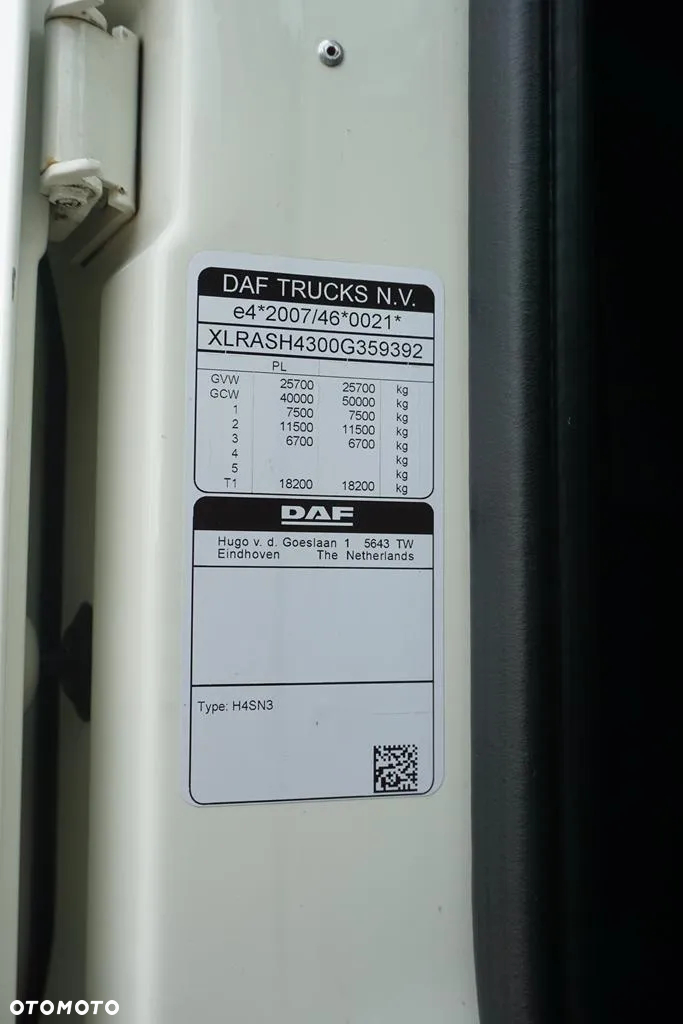 DAF TRUCKS N.V.
e4*2007/46*0021*
XLRASH4300G359392
PL
GVW 25700 25700 kg
GCW 40000 50000 kg
1 7500 7500 kg
2 11500 11500 kg
3 6700 6700 kg
4 kg
5 kg
T1 18200 18200 kg
DAF
Hugo v. d. Goeslaan 1 5643 TW
Eindhoven The Netherlands
Type: H4SN3
OTOMOTO